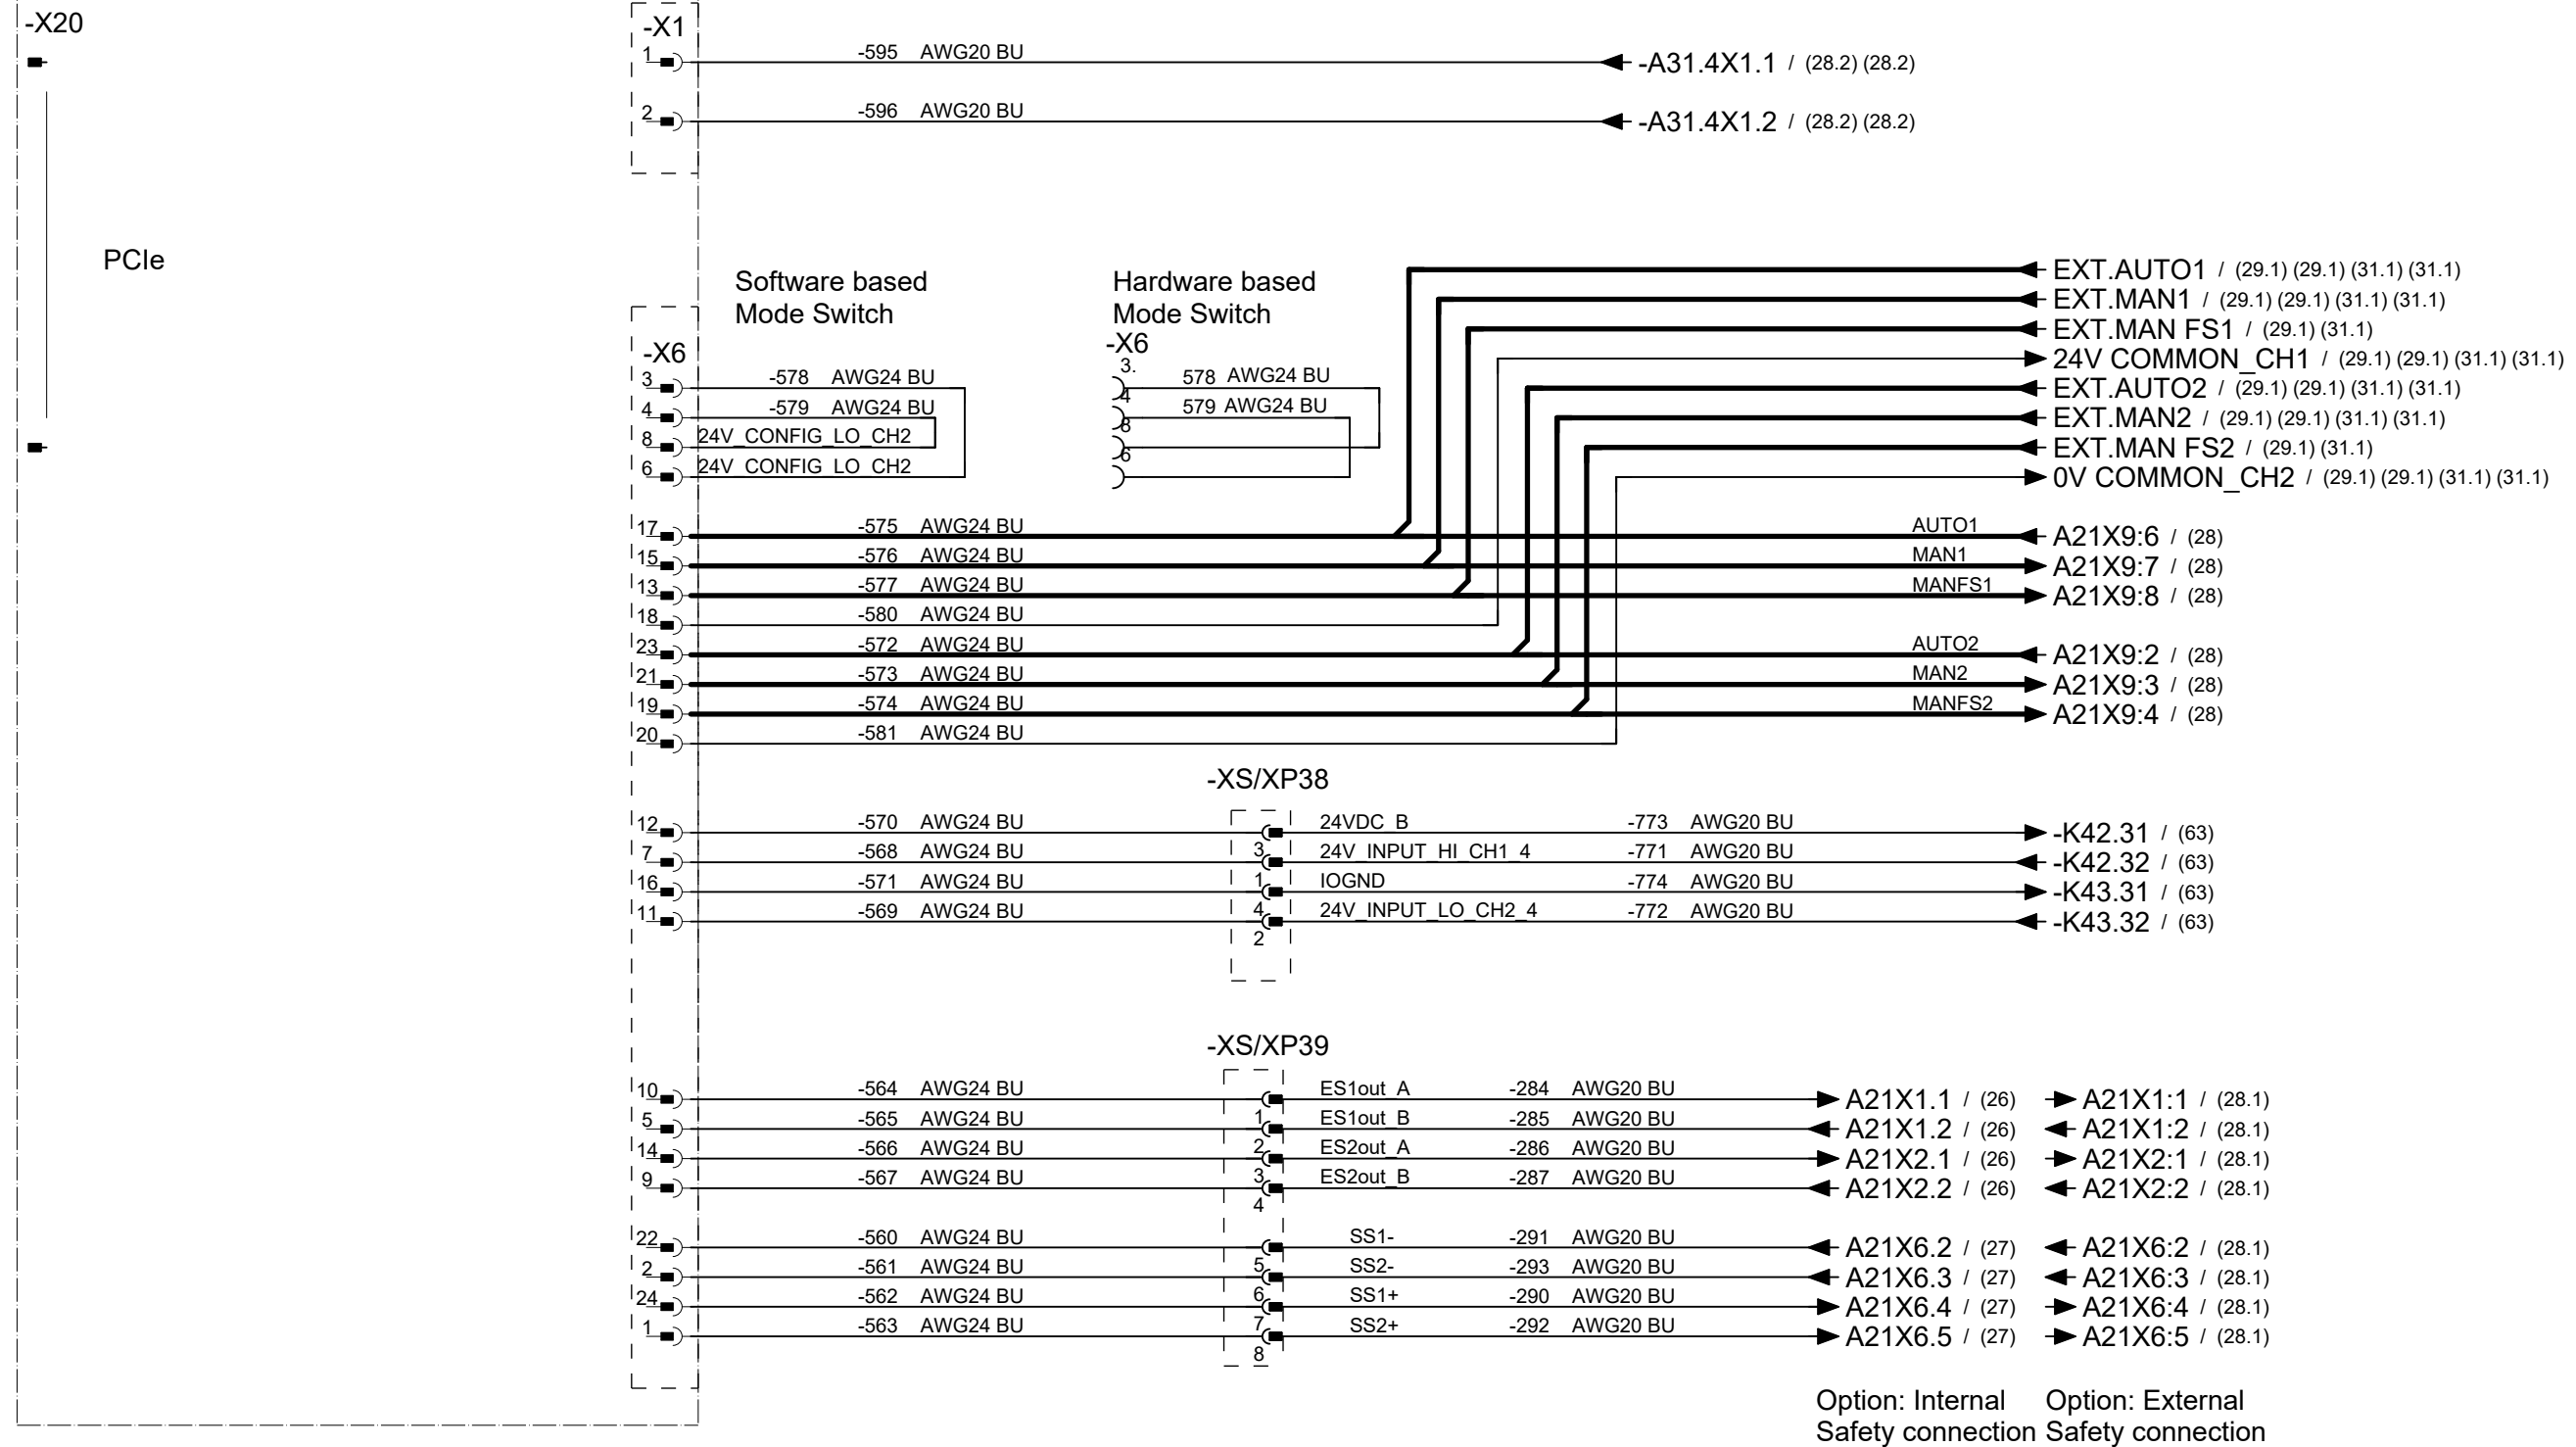 -X20
-X1
1 -595 AWG20 BU -A31.4X1.1 / (28.2) (28.2)
2 -596 AWG20 BU -A31.4X1.2 / (28.2) (28.2)
PCIe
Software based
Mode Switch
Hardware based
Mode Switch
EXT.AUTO1 / (29.1) (29.1) (31.1) (31.1)
EXT.MAN1 / (29.1) (29.1) (31.1) (31.1)
EXT.MAN FS1 / (29.1) (31.1)
24V COMMON_CH1 / (29.1) (29.1) (31.1) (31.1)
EXT.AUTO2 / (29.1) (29.1) (31.1) (31.1)
EXT.MAN2 / (29.1) (29.1) (31.1) (31.1)
EXT.MAN FS2 / (29.1) (31.1)
0V COMMON_CH2 / (29.1) (29.1) (31.1) (31.1)
-X6
3 -578 AWG24 BU
4 -579 AWG24 BU
8 24V_CONFIG_LO_CH2
6 24V_CONFIG_LO_CH2
-X6
3. 578 AWG24 BU
4 579 AWG24 BU
8
6
17 -575 AWG24 BU AUTO1 A21X9:6 / (28)
15 -576 AWG24 BU MAN1 A21X9:7 / (28)
13 -577 AWG24 BU MANFS1 A21X9:8 / (28)
18 -580 AWG24 BU
23 -572 AWG24 BU AUTO2 A21X9:2 / (28)
21 -573 AWG24 BU MAN2 A21X9:3 / (28)
19 -574 AWG24 BU MANFS2 A21X9:4 / (28)
20 -581 AWG24 BU
-XS/XP38
12 -570 AWG24 BU 24VDC_B -773 AWG20 BU -K42.31 / (63)
7 -568 AWG24 BU 3 24V_INPUT_HI_CH1_4 -771 AWG20 BU -K42.32 / (63)
16 -571 AWG24 BU 1 IOGND -774 AWG20 BU -K43.31 / (63)
11 -569 AWG24 BU 4 24V_INPUT_LO_CH2_4 -772 AWG20 BU -K43.32 / (63)
2
-XS/XP39
10 -564 AWG24 BU ES1out_A -284 AWG20 BU A21X1.1 / (26) A21X1:1 / (28.1)
5 -565 AWG24 BU 1 ES1out_B -285 AWG20 BU A21X1.2 / (26) A21X1:2 / (28.1)
14 -566 AWG24 BU 2 ES2out_A -286 AWG20 BU A21X2.1 / (26) A21X2:1 / (28.1)
9 -567 AWG24 BU 3 ES2out_B -287 AWG20 BU A21X2.2 / (26) A21X2:2 / (28.1)
4
22 -560 AWG24 BU SS1- -291 AWG20 BU A21X6.2 / (27) A21X6:2 / (28.1)
2 -561 AWG24 BU 5 SS2- -293 AWG20 BU A21X6.3 / (27) A21X6:3 / (28.1)
24 -562 AWG24 BU 6 SS1+ -290 AWG20 BU A21X6.4 / (27) A21X6:4 / (28.1)
1 -563 AWG24 BU 7 SS2+ -292 AWG20 BU A21X6.5 / (27) A21X6:5 / (28.1)
8
Option: Internal
Safety connection
Option: External
Safety connection